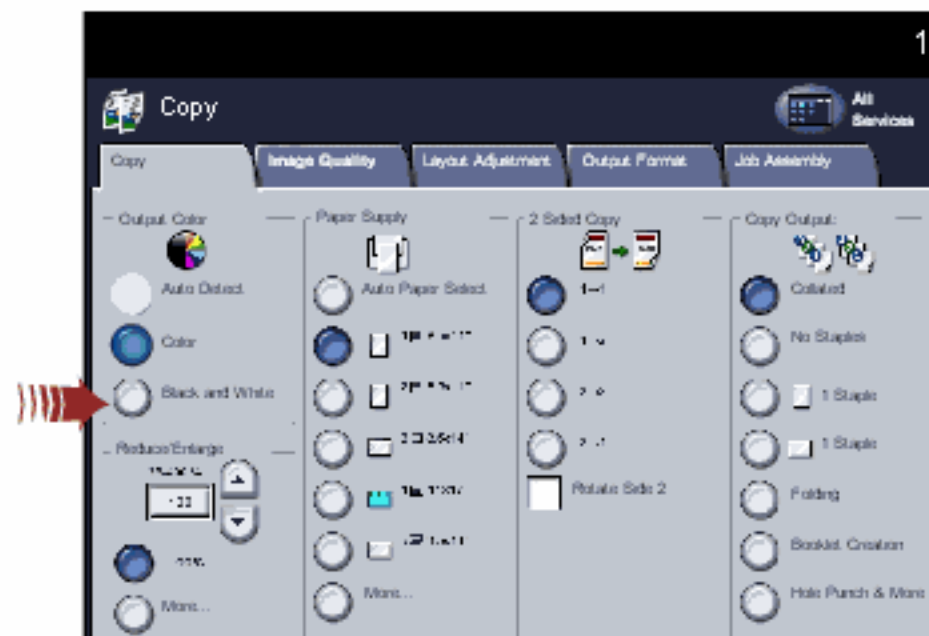 1
Copy
All
Services
Copy
Image Quality
Layout Adjustment
Output Format
Job Assembly
Output Color
Auto Detect
Color
Black and White
Reduce/Enlarge
100
100%
More...
Paper Supply
Auto Paper Select
More...
2 Sided Copy
Rotate Side 2
Copy Output:
Collated
No Staples
1 Staple
1 Staple
Folding
Booklet Creation
Hole Punch & More